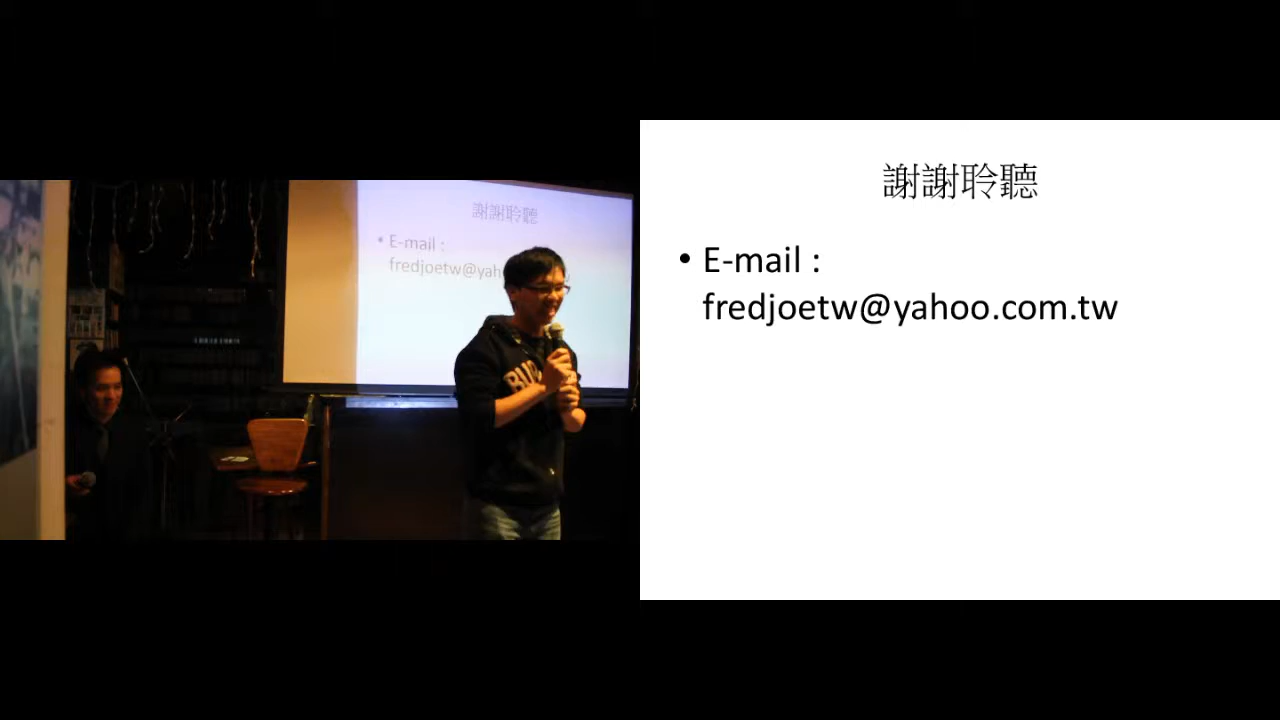 謝謝聆聽
• E-mail :
fredjoetw@yah
謝謝聆聽
• E-mail :
fredjoetw@yahoo.com.tw